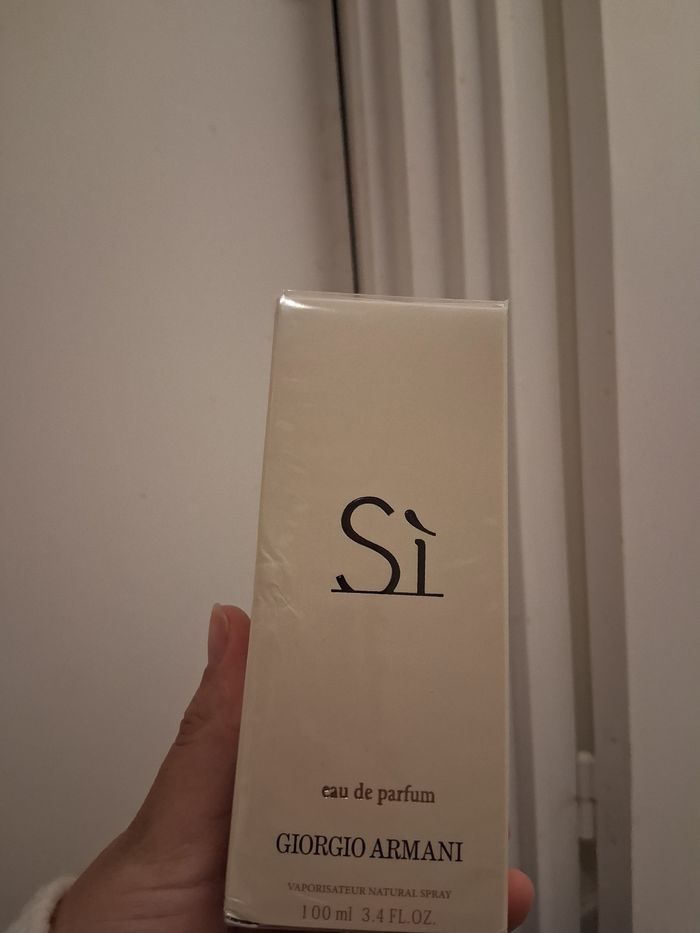 Sì
eau de parfum
GIORGIO ARMANI
VAPORISATEUR NATURAL SPRAY
100 ml 3.4 FL.OZ.